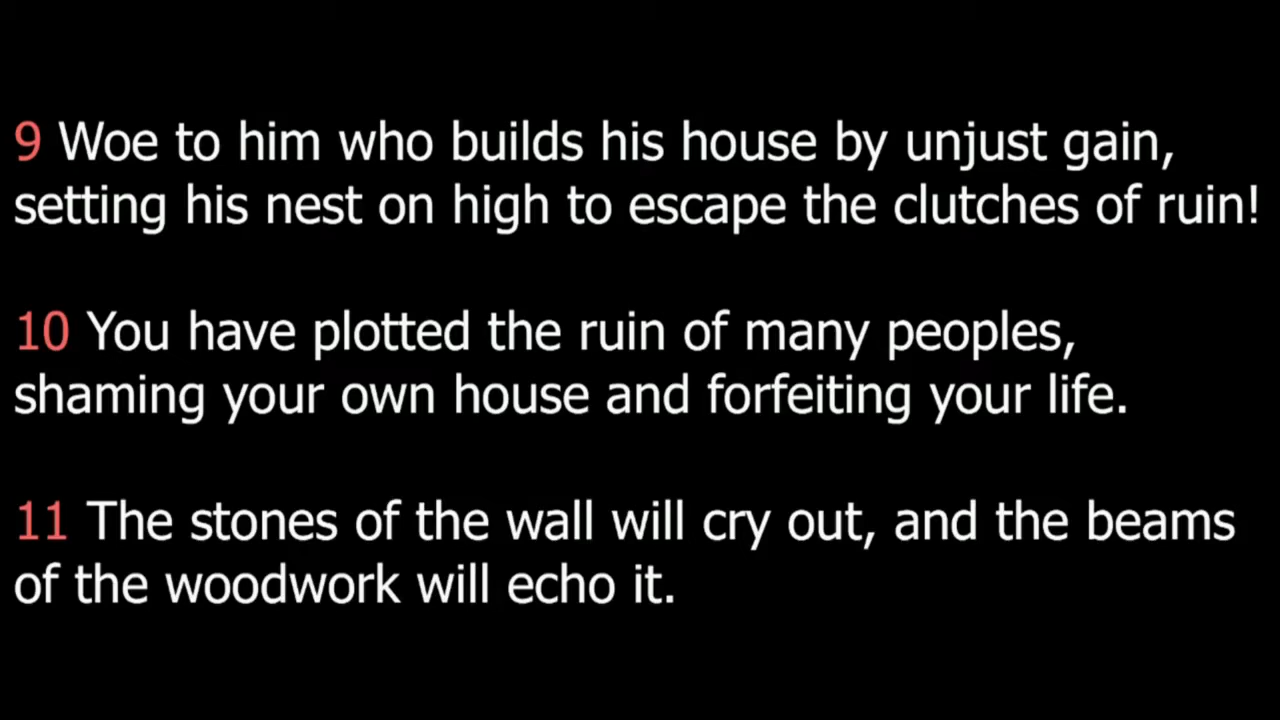 9 Woe to him who builds his house by unjust gain,
setting his nest on high to escape the clutches of ruin!
10 You have plotted the ruin of many peoples,
shaming your own house and forfeiting your life.
11 The stones of the wall will cry out, and the beams
of the woodwork will echo it.